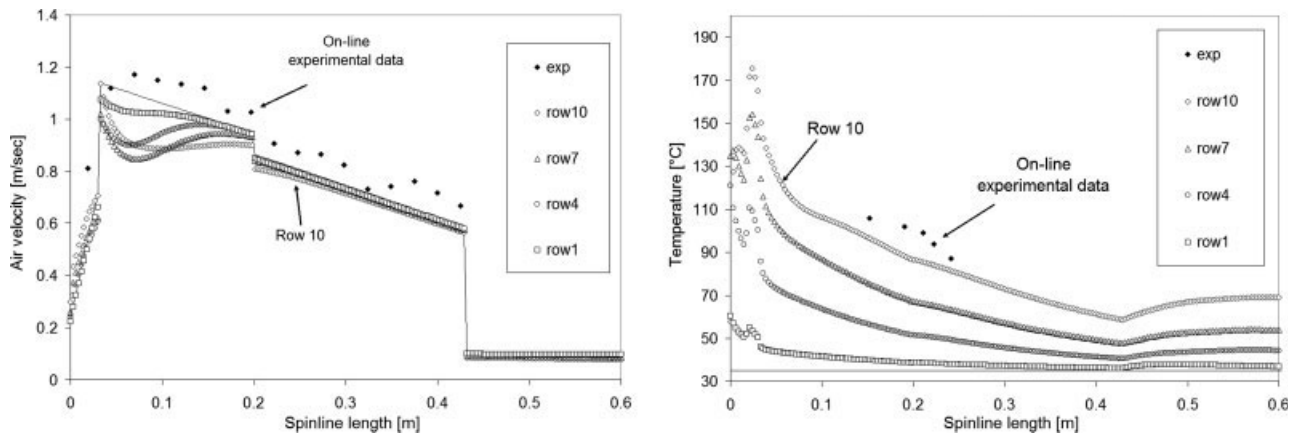 1.4
1.2
1
0.8
0.6
0.4
0.2
0
Air velocity [m/sec]
0 0.1 0.2 0.3 0.4 0.5 0.6
Spinline length [m]
On-line
experimental data
Row 10
exp
row10
row7
row4
row1
190
170
150
130
110
90
70
50
30
Temperature [°C]
0 0.1 0.2 0.3 0.4 0.5 0.6
Spinline length [m]
Row 10
On-line
experimental data
exp
row10
row7
row4
row1